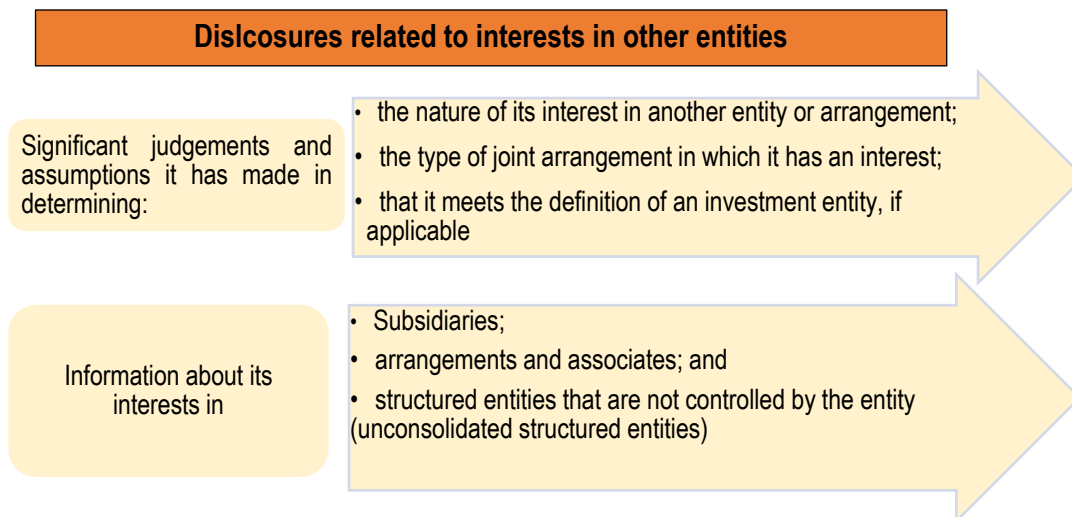 Dislcosures related to interests in other entities
Significant judgements and
assumptions it has made in
determining:
• the nature of its interest in another entity or arrangement;
• the type of joint arrangement in which it has an interest;
• that it meets the definition of an investment entity, if
applicable
Information about its
interests in
• Subsidiaries;
• arrangements and associates; and
• structured entities that are not controlled by the entity
(unconsolidated structured entities)